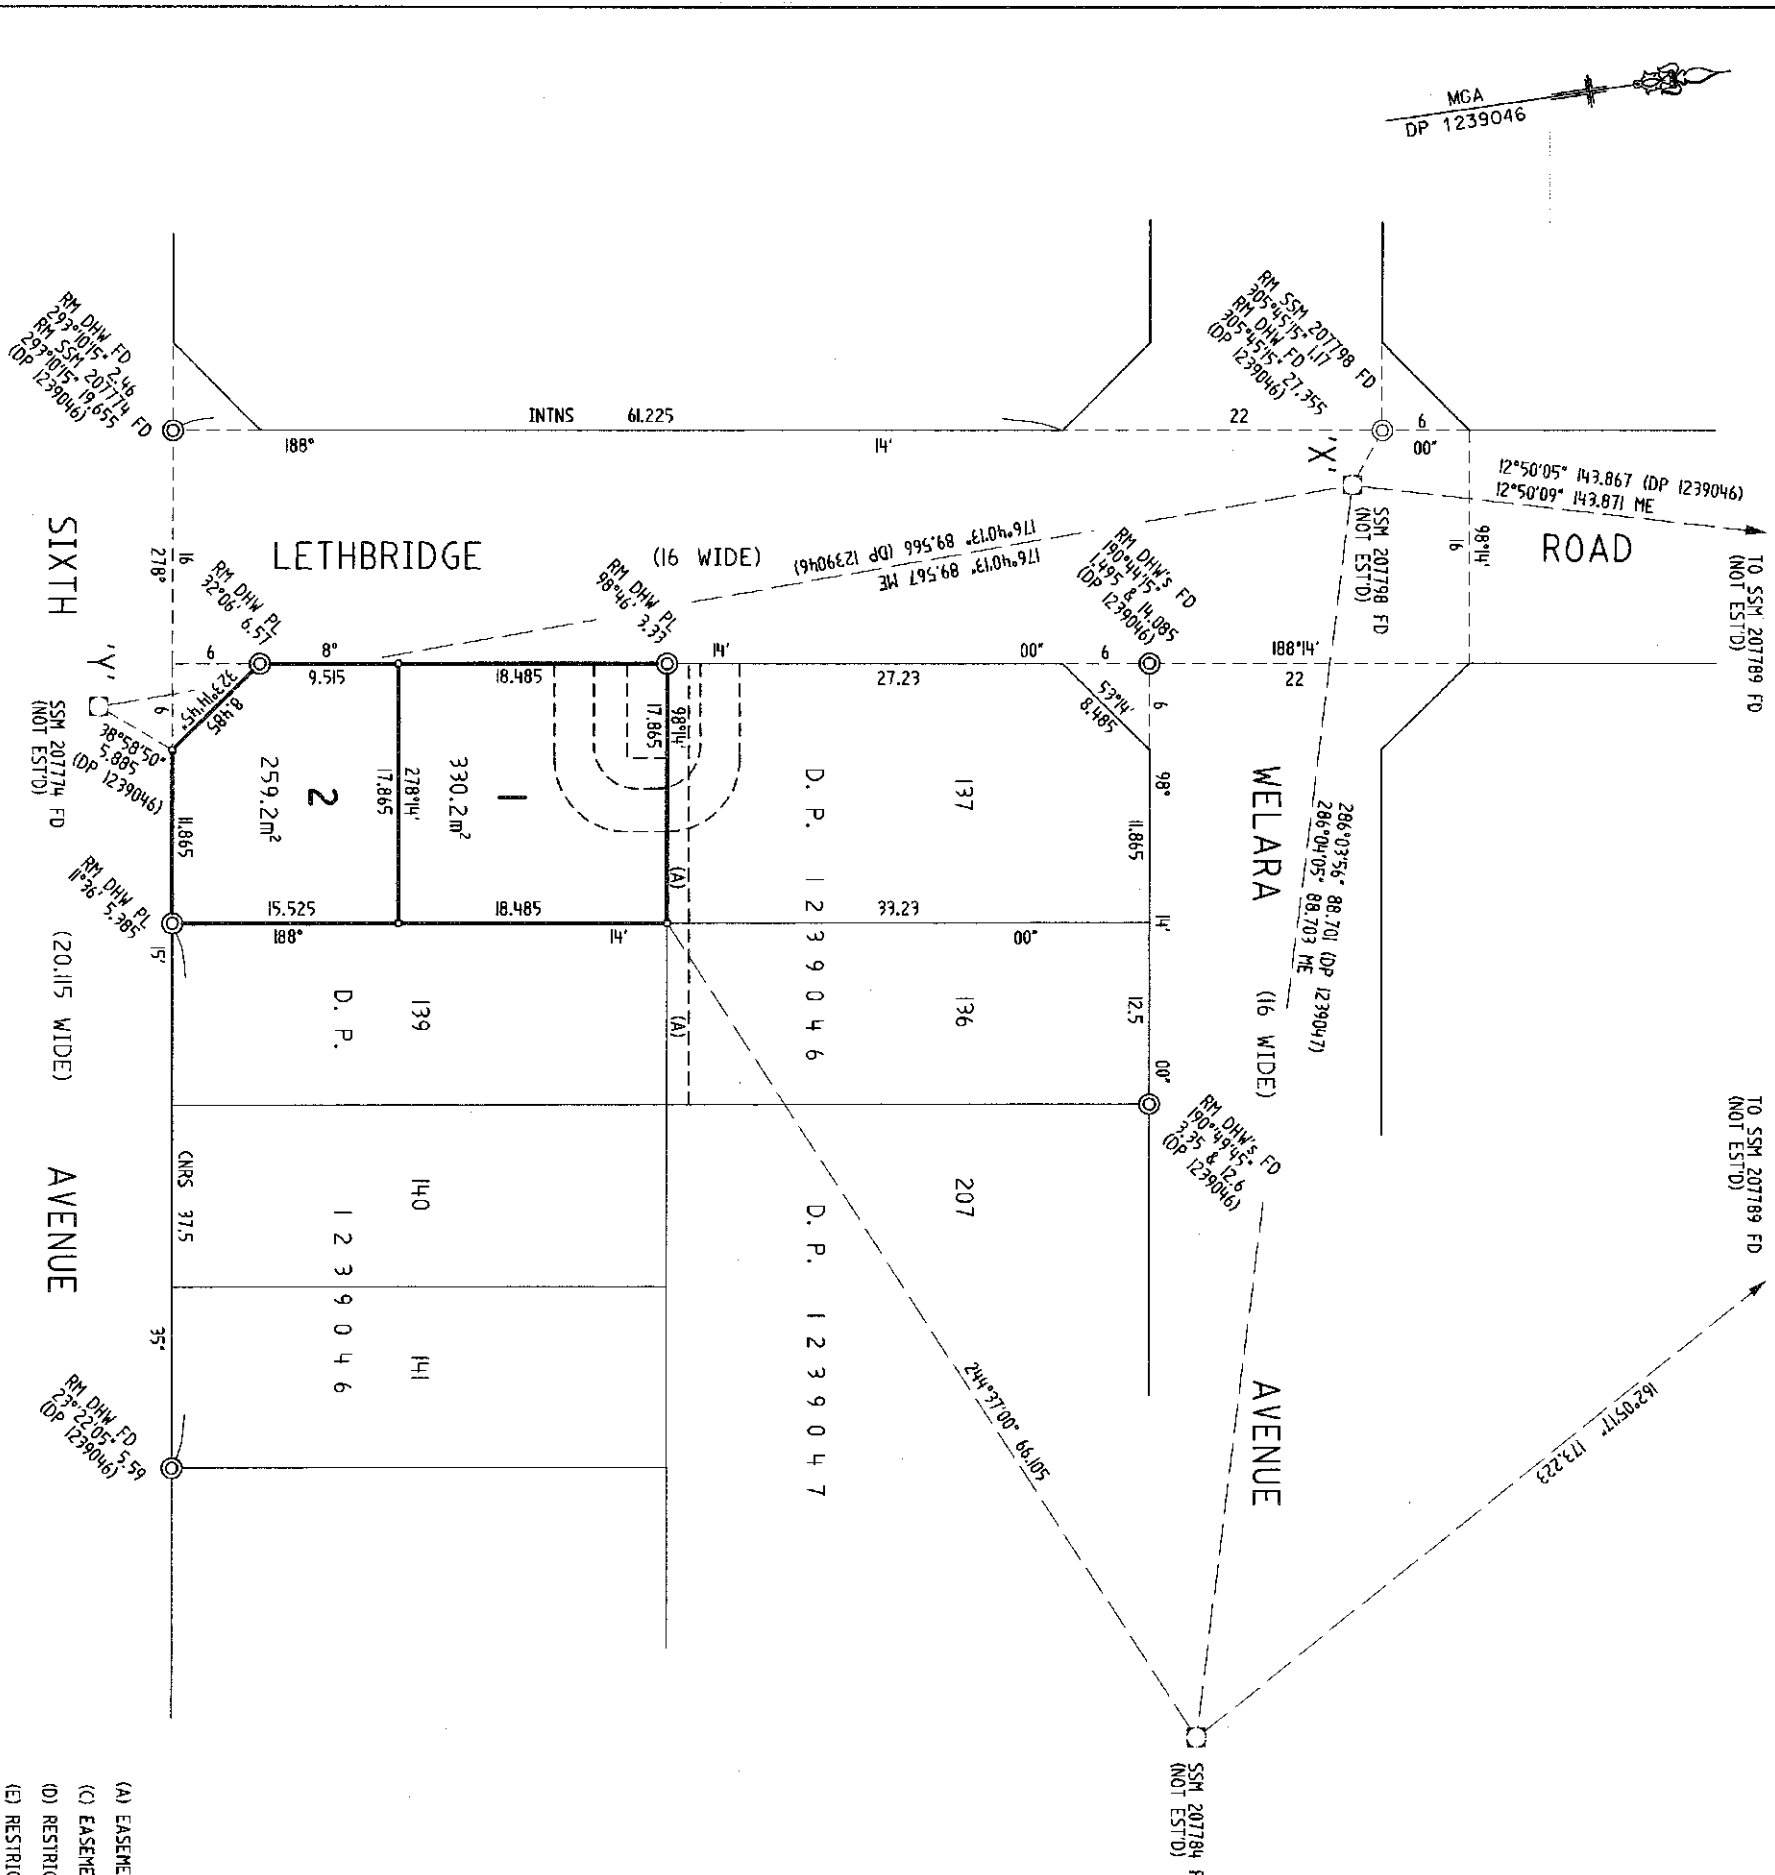 MGA
DP 1239046
RM SSM 207798 FD
305°45'15" 1.17
RM DHW FD
305°45'15" 27.355
(DP 1239046)
RM DHW FD
293°10'15" 2.46
RM SSM 207774 FD
293°10'15" 19.655
(DP 1239046)
INTNS 61.225
188°
14'
22
6
00"
'X'
12°50'05" 143.867 (DP 1239046)
12°50'09" 143.871 ME
TO SSM 207789 FD
(NOT EST'D)
SSM 207798 FD
(NOT EST'D)
98°14'
16
ROAD
LETHBRIDGE
(16 WIDE)
176°40'13" 89.566 (DP 1239046)
176°40'13" 89.567 ME
RM DHW's FD
190°44'15"
1.495 & 14.085
(DP 1239046)
SIXTH
16
278°
RM DHW PL
32°06' 6.57
RM DHW PL
98°46' 3.33
6
8°
9.515
18.485
14'
00"
27.23
6
188°14'
22
'Y'
SSM 207774 FD
(NOT EST'D)
6
323°14'45"
8.485
38°58'50"
5.885
(DP 1239046)
98°14'
17.865
53°14'
8.485
6
2
259.2m²
278°14'
17.865
1
330.2m²
137
D. P. 1239046
98°
11.865
WELARA
286°03'56" 88.701 (DP 1239047)
286°04'05" 88.703 ME
11.865
(A)
RM DHW PL
11°36' 5.385
15.525
18.485
33.23
188°
14'
00"
14'
15'
(20.115 WIDE)
139
D. P.
(A)
136
12.5
00"
(16 WIDE)
RM DHW's FD
190°49'45"
3.35 & 12.6
(DP 1239046)
TO SSM 207789 FD
(NOT EST'D)
AVENUE
CNRS 37.5
140
1239046
141
207
D. P. 1239047
35"
RM DHW FD
23°22'05" 5.59
(DP 1239046)
244°37'00" 66.105
AVENUE
162°05'17" 173.223
SSM 207784 F
(NOT EST'D)
(A) EASEME
(C) EASEME
(D) RESTRIC
(E) RESTRIC